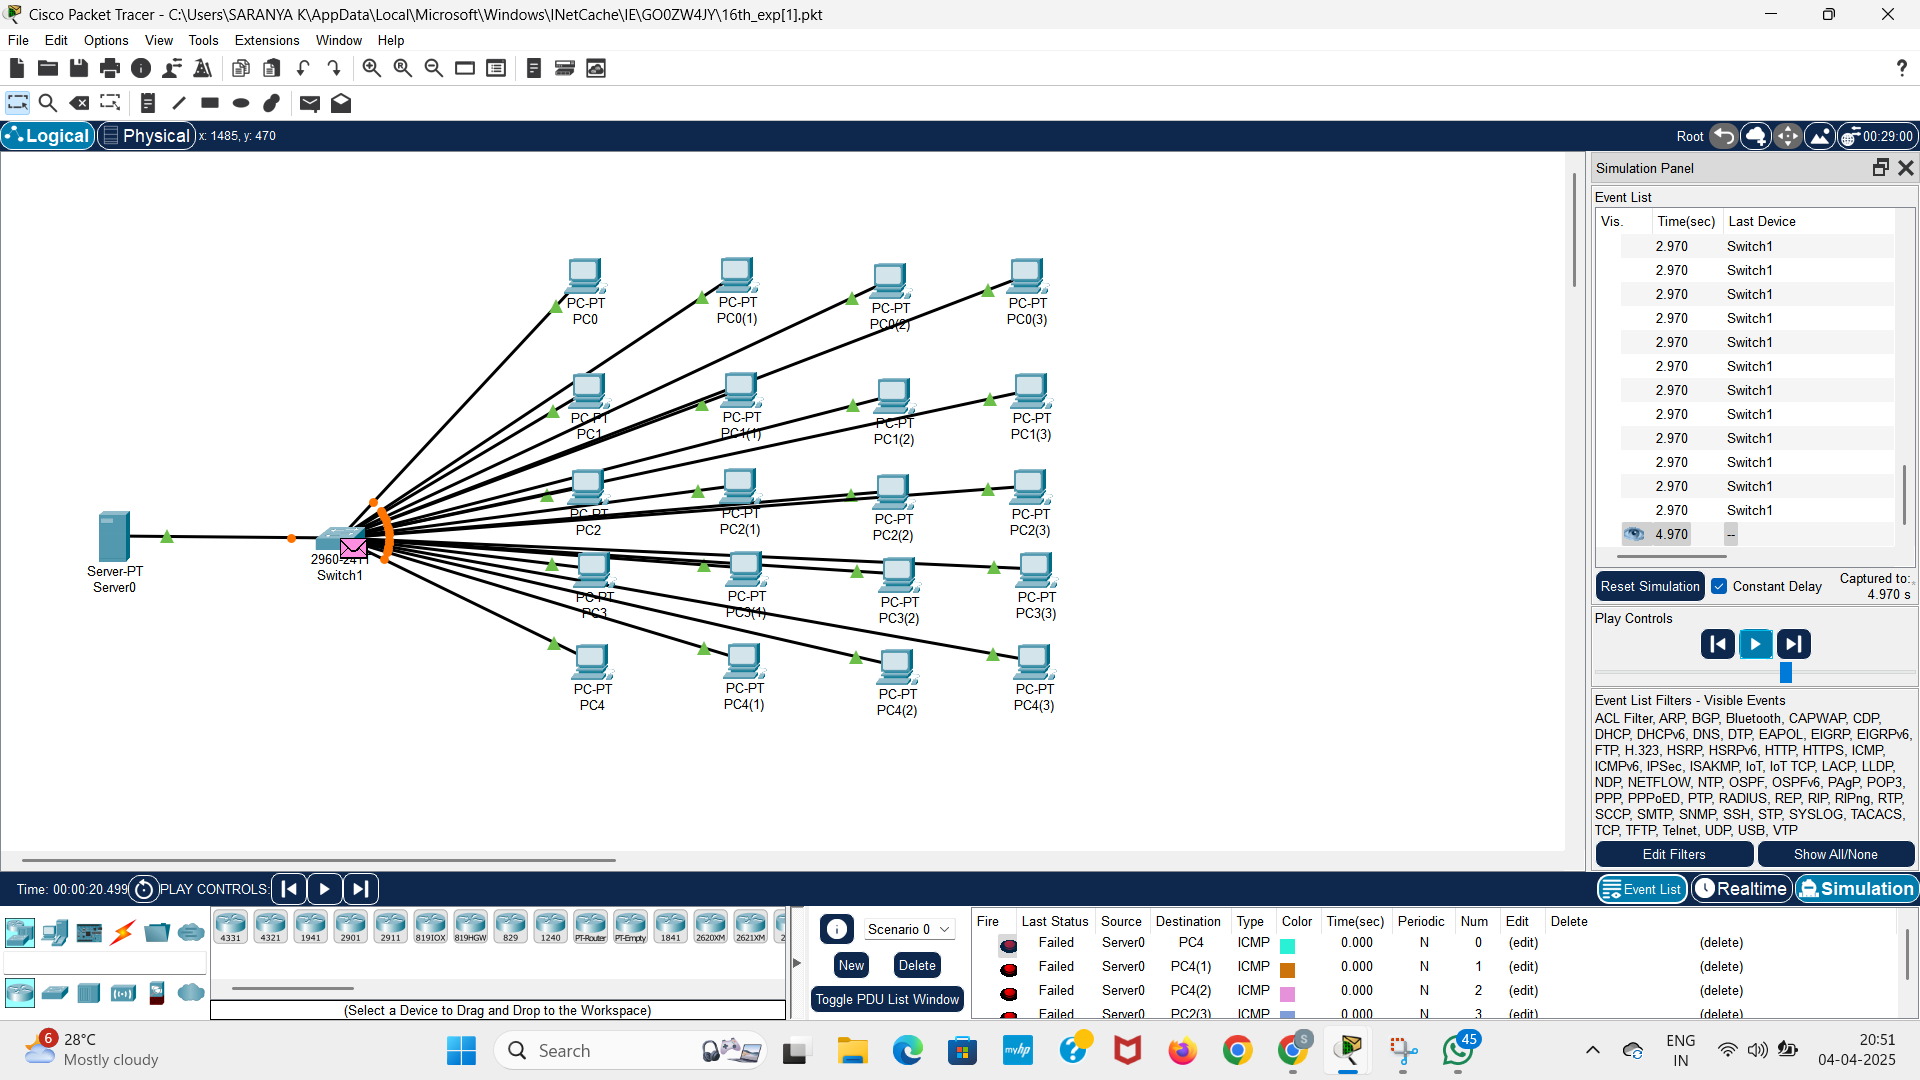 Cisco Packet Tracer - C:\Users\SARANYA K\AppData\Local\Microsoft\Windows\INetCache\IE\GO0ZW4JY\16th_exp[1].pkt
File Edit Options View Tools Extensions Window Help
?
Logical Physical x: 1485, y: 470
Root 00:29:00
PC-PT
PC0
PC-PT
PC0(1)
PC-PT
PC0(2)
PC-PT
PC0(3)
PC-PT
PC1
PC-PT
PC1(1)
PC-PT
PC1(2)
PC-PT
PC1(3)
PC-PT
PC2
PC-PT
PC2(1)
PC-PT
PC2(2)
PC-PT
PC2(3)
Server-PT
Server0
2960-24TT
Switch1
PC-PT
PC3
PC-PT
PC3(1)
PC-PT
PC3(2)
PC-PT
PC3(3)
PC-PT
PC4
PC-PT
PC4(1)
PC-PT
PC4(2)
PC-PT
PC4(3)
Simulation Panel
Event List
Vis. Time(sec) Last Device
2.970 Switch1
2.970 Switch1
2.970 Switch1
2.970 Switch1
2.970 Switch1
2.970 Switch1
2.970 Switch1
2.970 Switch1
2.970 Switch1
2.970 Switch1
2.970 Switch1
2.970 Switch1
4.970 --
Reset Simulation Constant Delay Captured to:
4.970 s
Play Controls
Event List Filters - Visible Events
ACL Filter, ARP, BGP, Bluetooth, CAPWAP, CDP,
DHCP, DHCPv6, DNS, DTP, EAPOL, EIGRP, EIGRPv6,
FTP, H.323, HSRP, HSRPv6, HTTP, HTTPS, ICMP,
ICMPv6, IPSec, ISAKMP, IoT, IoT TCP, LACP, LLDP,
NDP, NETFLOW, NTP, OSPF, OSPFv6, PAgP, POP3,
PPP, PPPoED, PTP, RADIUS, REP, RIP, RIPng, RTP,
SCCP, SMTP, SNMP, SSH, STP, SYSLOG, TACACS,
TCP, TFTP, Telnet, UDP, USB, VTP
Edit Filters Show All/None
Time: 00:00:20.499 PLAY CONTROLS:
Event List Realtime Simulation
4331 4321 1941 2901 2911 819IOX 819HGW 829 1240 PT-Router PT-Empty 1841 2620XM 2621XM 2
(Select a Device to Drag and Drop to the Workspace)
Scenario 0
New Delete
Toggle PDU List Window
Fire Last Status Source Destination Type Color Time(sec) Periodic Num Edit Delete
Failed Server0 PC4 ICMP 0.000 N 0 (edit) (delete)
Failed Server0 PC4(1) ICMP 0.000 N 1 (edit) (delete)
Failed Server0 PC4(2) ICMP 0.000 N 2 (edit) (delete)
Failed Server0 PC2(3) ICMP 0.000 N 3 (edit) (delete)
6
28°C
Mostly cloudy
Search
myhp
?
S
45
ENG
IN
20:51
04-04-2025